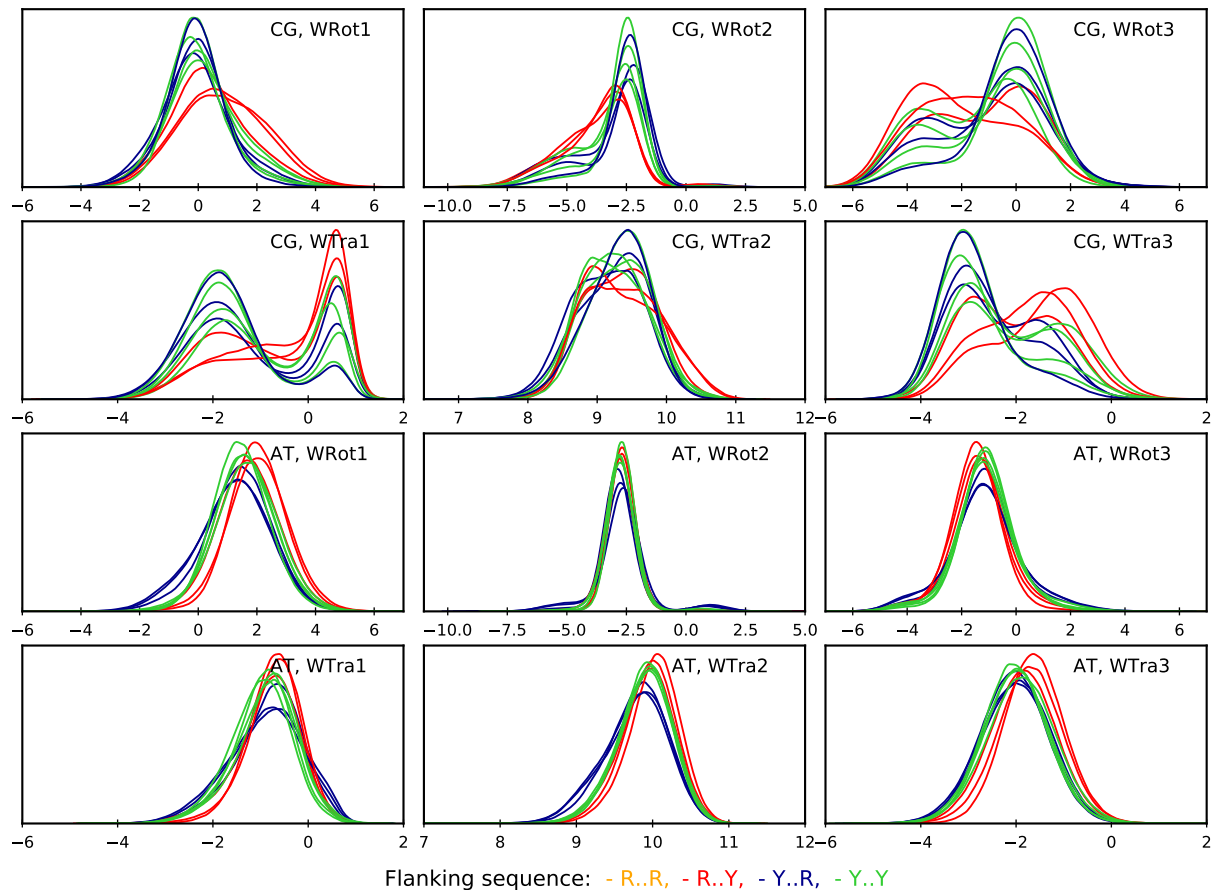 CG, WRot1
CG, WRot2
CG, WRot3
−6 −4 −2 0 2 4 6
−10.0 −7.5 −5.0 −2.5 0.0 2.5 5.0
−6 −4 −2 0 2 4 6
CG, WTra1
CG, WTra2
CG, WTra3
−6 −4 −2 0 2
7 8 9 10 11 12
−6 −4 −2 0 2
AT, WRot1
AT, WRot2
AT, WRot3
−6 −4 −2 0 2 4 6
−10.0 −7.5 −5.0 −2.5 0.0 2.5 5.0
−6 −4 −2 0 2 4 6
AT, WTra1
AT, WTra2
AT, WTra3
−6 −4 −2 0 2
7 8 9 10 11 12
−6 −4 −2 0 2
Flanking sequence: - R..R, - R..Y, - Y..R, - Y..Y